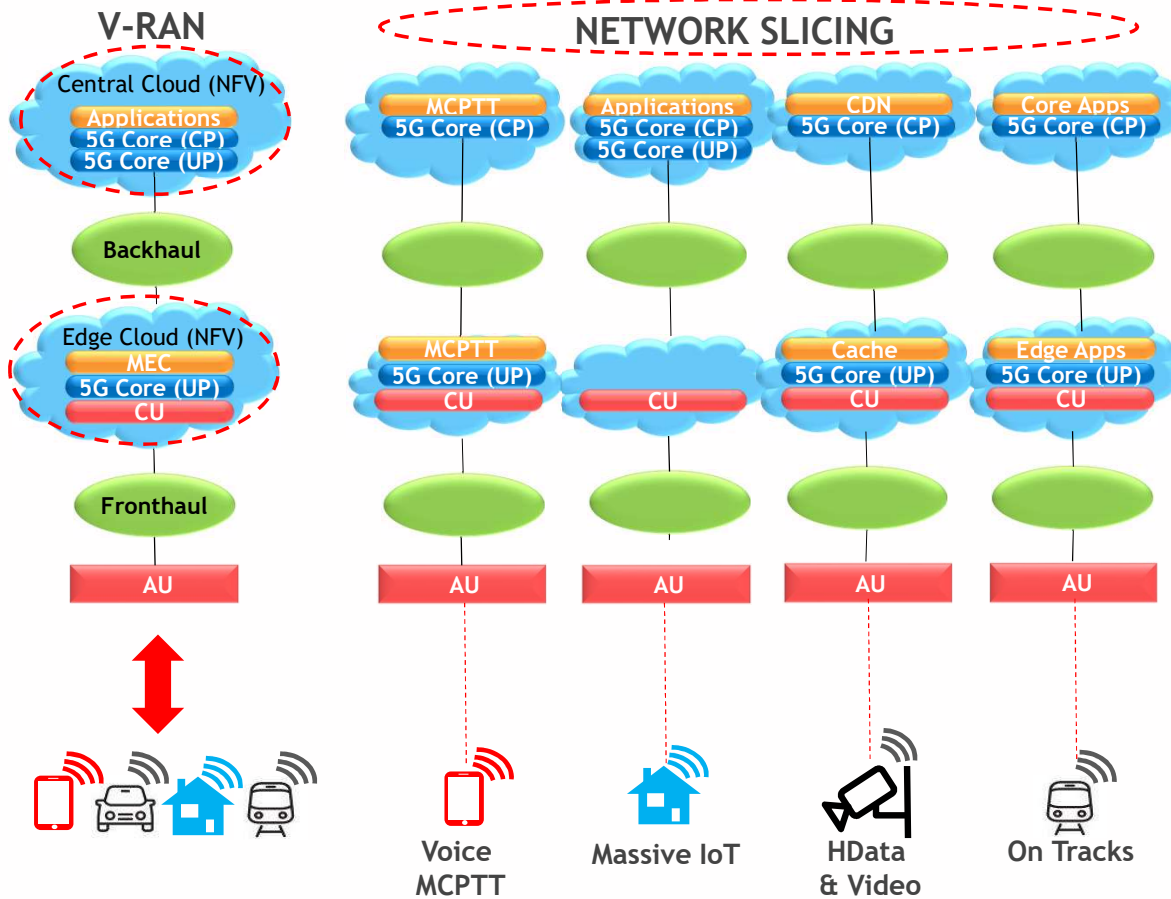 V-RAN
NETWORK SLICING
Central Cloud (NFV)
Applications
5G Core (CP)
5G Core (UP)
MCPTT
5G Core (CP)
Applications
5G Core (CP)
5G Core (UP)
CDN
5G Core (CP)
Core Apps
5G Core (CP)
Backhaul
Edge Cloud (NFV)
MEC
5G Core (UP)
CU
MCPTT
5G Core (UP)
CU
CU
Cache
5G Core (UP)
CU
Edge Apps
5G Core (UP)
CU
Fronthaul
AU
AU
AU
AU
AU
Voice
MCPTT
Massive IoT
HData
& Video
On Tracks